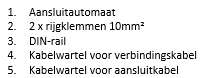 1. Aansluitautomaat
2. 2 x rijgklemmen 10mm²
3. DIN-rail
4. Kabelwartel voor verbindingskabel
5. Kabelwartel voor aansluitkabel